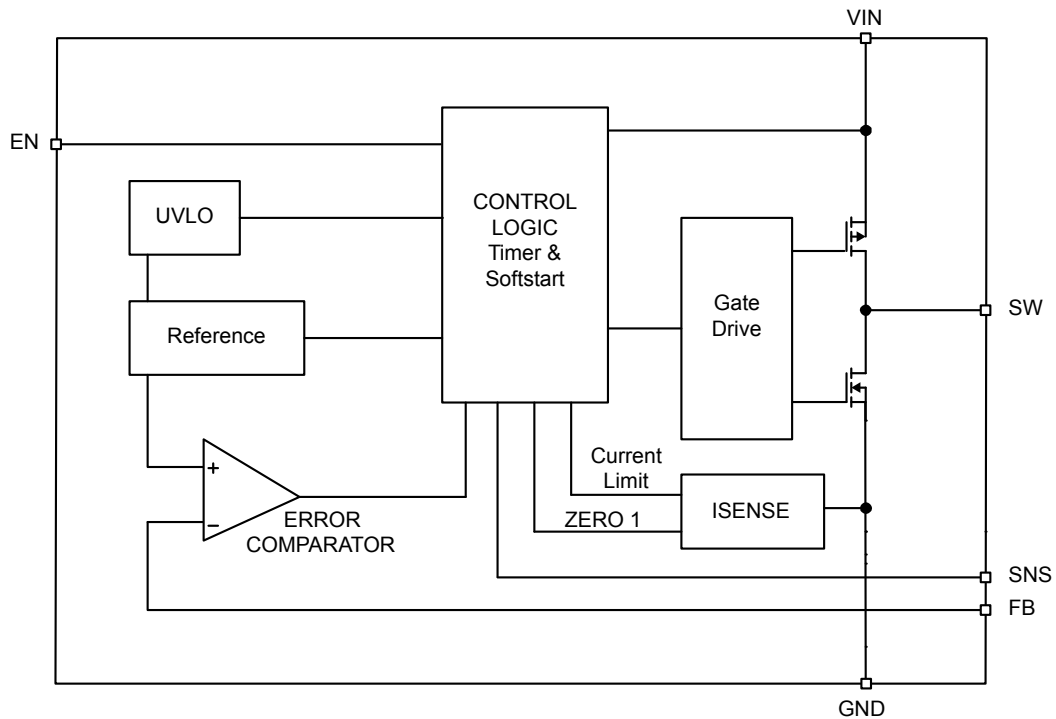 VIN
EN
UVLO
CONTROL
LOGIC
Timer &
Softstart
Gate
Drive
SW
Reference
+
−
ERROR
COMPARATOR
Current
Limit
ZERO 1
ISENSE
SNS
FB
GND